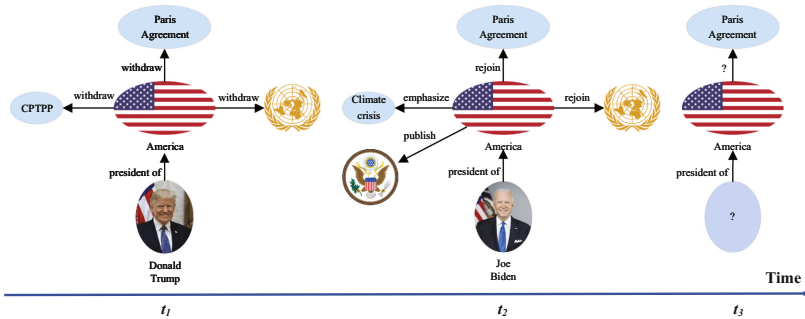 Paris
Agreement
withdraw
CPTPP
withdraw
withdraw
America
president of
Donald
Trump
Paris
Agreement
rejoin
Climate
crisis
emphasize
rejoin
publish
America
president of
Joe
Biden
Paris
Agreement
?
America
president of
?
Time
t1
t2
t3